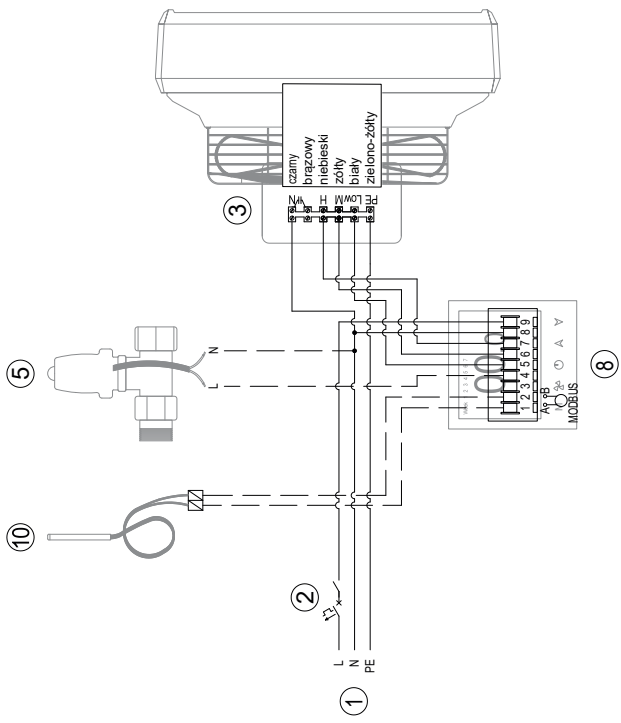 3
czarny
brązowy
niebieski
żółty
biały
zielono-żółty
N
H
M
Low
PE
5
N
L
10
2
L
N
PE
1
1 2 3 4 5 6 7 8 9
A B
MODBUS
8